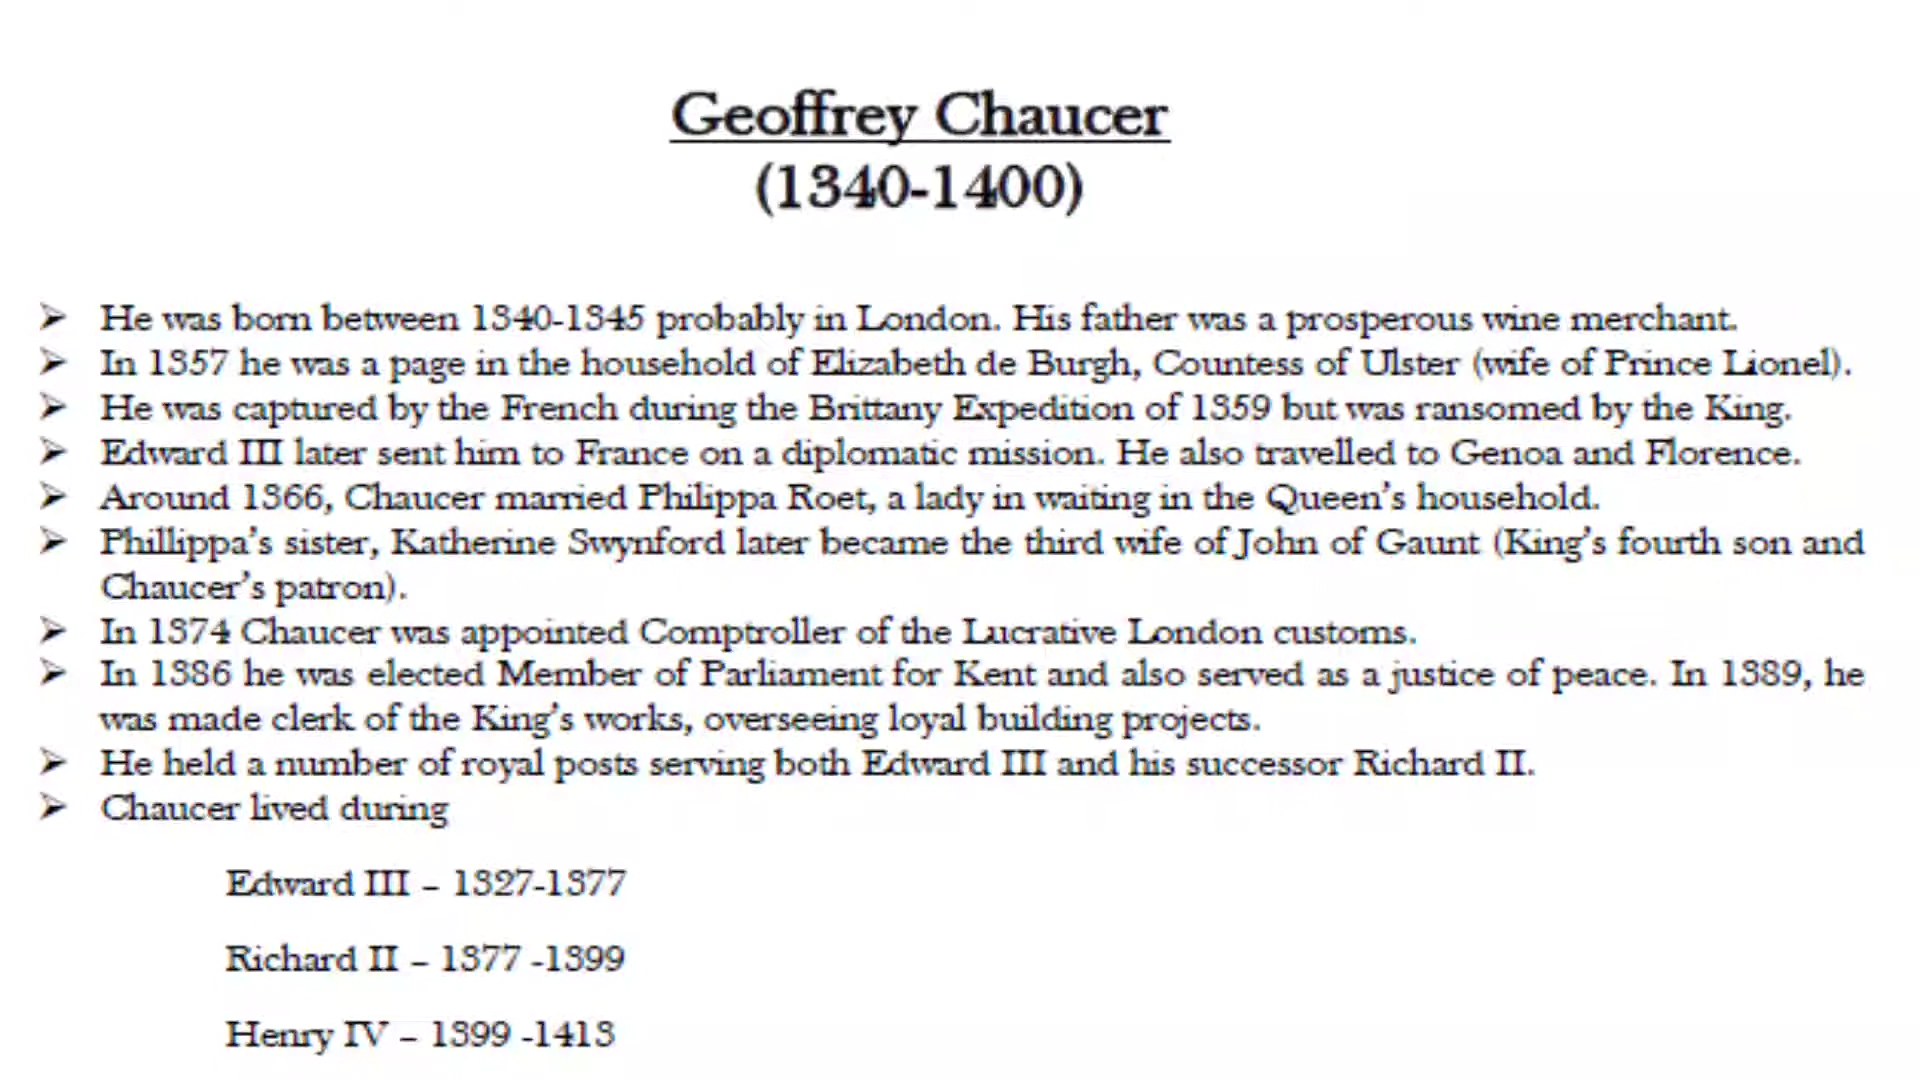 Geoffrey Chaucer
(1340-1400)
➤ He was born between 1340-1345 probably in London. His father was a prosperous wine merchant.
➤ In 1357 he was a page in the household of Elizabeth de Burgh, Countess of Ulster (wife of Prince Lionel).
➤ He was captured by the French during the Brittany Expedition of 1359 but was ransomed by the King.
➤ Edward III later sent him to France on a diplomatic mission. He also travelled to Genoa and Florence.
➤ Around 1366, Chaucer married Philippa Roet, a lady in waiting in the Queen’s household.
➤ Phillippa’s sister, Katherine Swynford later became the third wife of John of Gaunt (King’s fourth son and
Chaucer’s patron).
➤ In 1374 Chaucer was appointed Comptroller of the Lucrative London customs.
➤ In 1386 he was elected Member of Parliament for Kent and also served as a justice of peace. In 1389, he
was made clerk of the King’s works, overseeing loyal building projects.
➤ He held a number of royal posts serving both Edward III and his successor Richard II.
➤ Chaucer lived during
Edward III – 1327-1377
Richard II – 1377 -1399
Henry IV – 1399 -1413